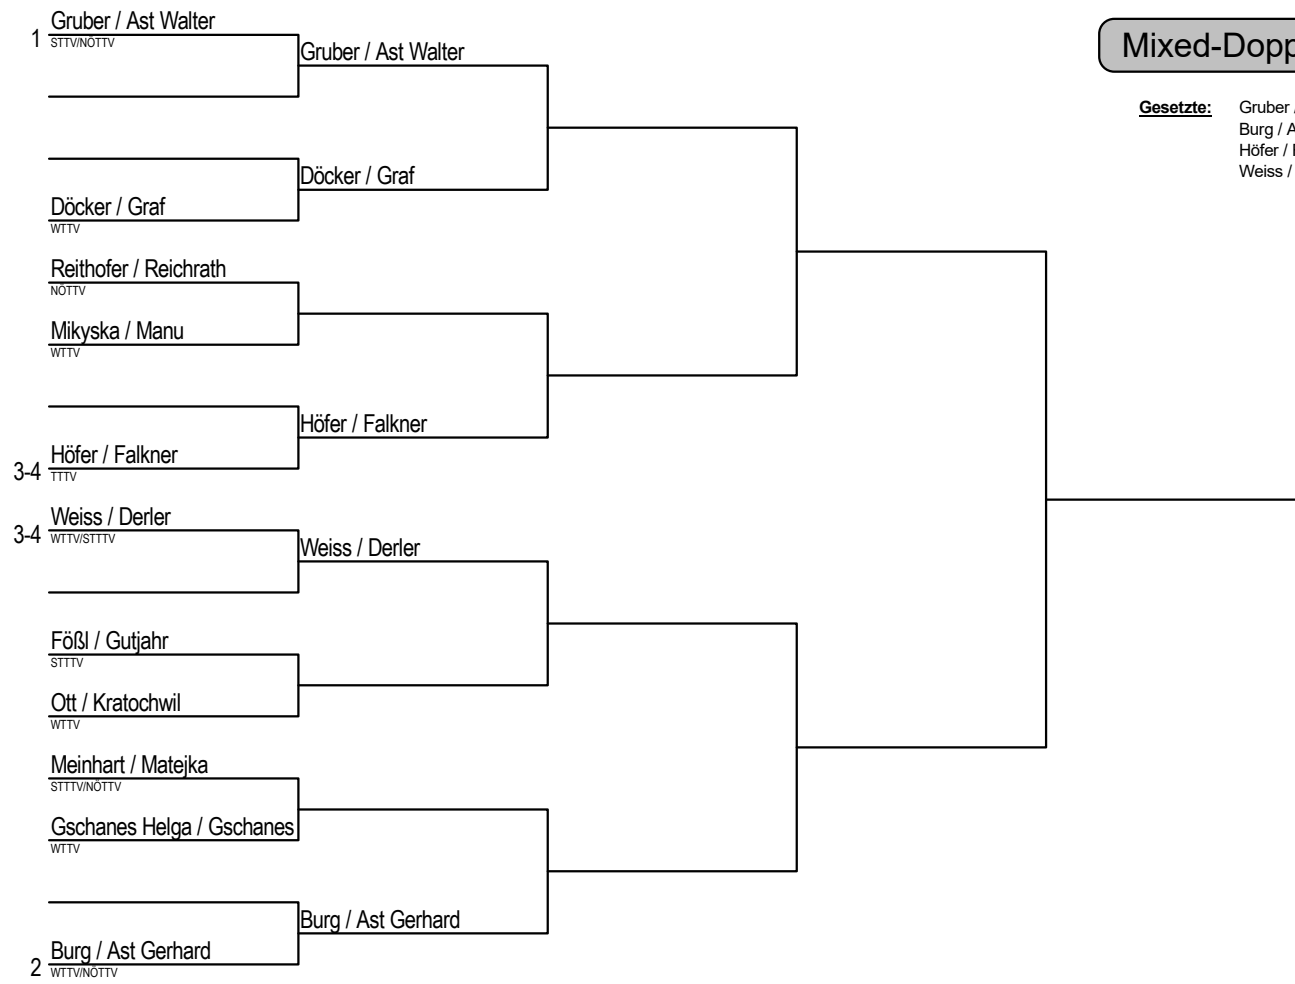 Gruber / Ast Walter
1
STTV/NÖTTV
Gruber / Ast Walter
Döcker / Graf
Döcker / Graf
WTTV
Reithofer / Reichrath
NÖTTV
Mikyska / Manu
WTTV
Höfer / Falkner
Höfer / Falkner
3-4
TTTV
Weiss / Derler
3-4
WTTV/STTTV
Weiss / Derler
Fößl / Gutjahr
STTTV
Ott / Kratochwil
WTTV
Meinhart / Matejka
STTTV/NÖTTV
Gschanes Helga / Gschanes
WTTV
Burg / Ast Gerhard
Burg / Ast Gerhard
2
WTTV/NÖTTV
Mixed-Dopp
Gesetzte: Gruber /
Burg / A
Höfer /
Weiss /